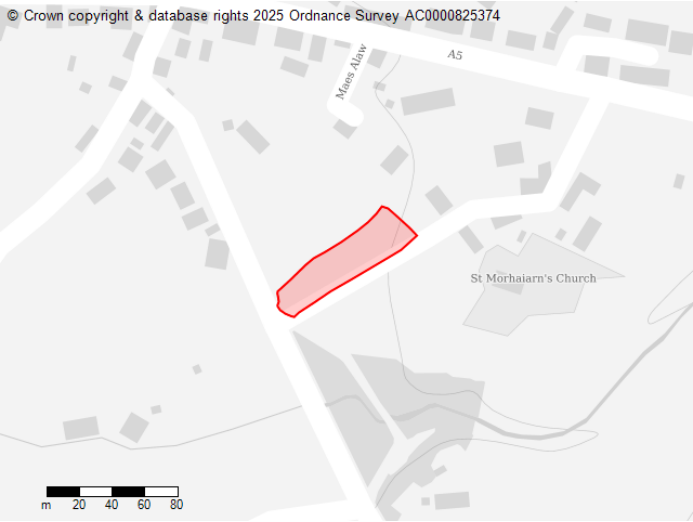 © Crown copyright & database rights 2025 Ordnance Survey AC0000825374
A5
Maes Alaw
St Morhaiarn's Church
m 20 40 60 80